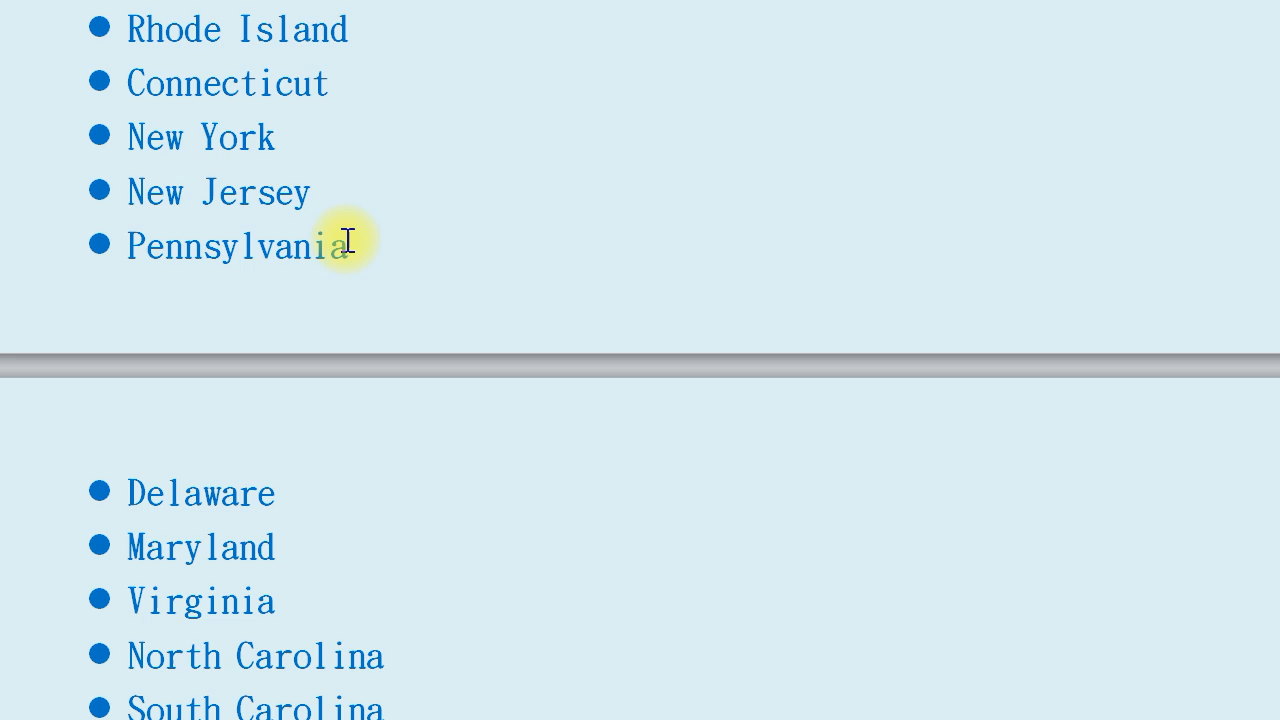 Rhode Island
Connecticut
New York
New Jersey
Pennsylvania
Delaware
Maryland
Virginia
North Carolina
South Carolina